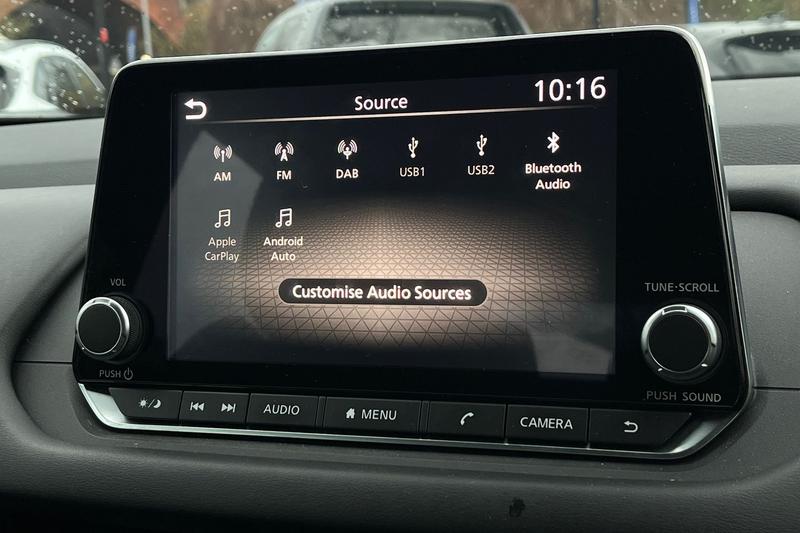 Source
10:16
AM
FM
DAB
USB1
USB2
Bluetooth
Audio
Apple
CarPlay
Android
Auto
Customise Audio Sources
VOL
PUSH
TUNE·SCROLL
PUSH SOUND
AUDIO
MENU
CAMERA